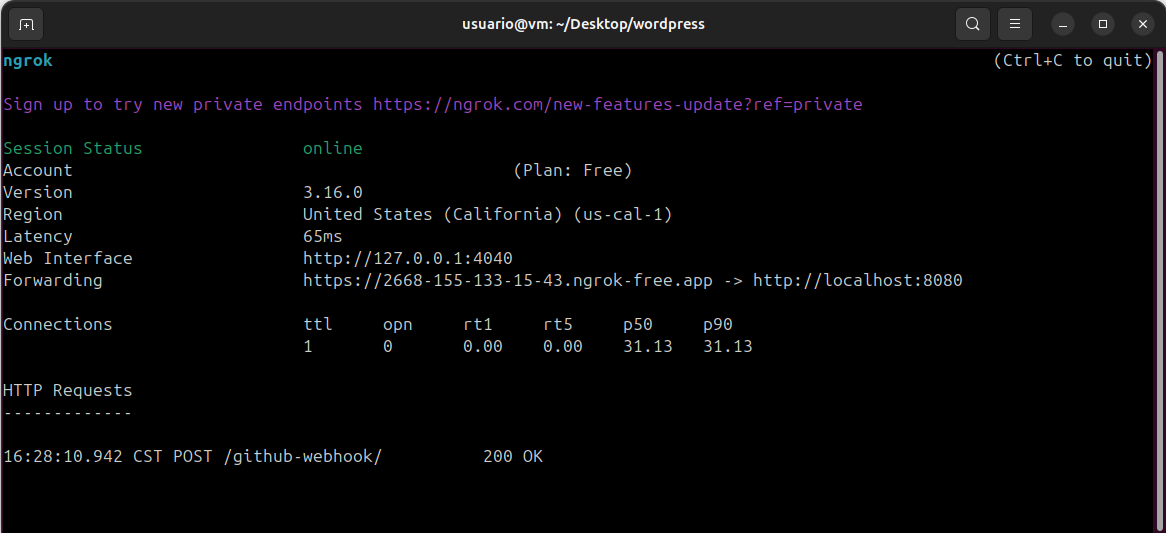 usuario@vm: ~/Desktop/wordpress
ngrok (Ctrl+C to quit)
Sign up to try new private endpoints https://ngrok.com/new-features-update?ref=private
Session Status online
Account (Plan: Free)
Version 3.16.0
Region United States (California) (us-cal-1)
Latency 65ms
Web Interface http://127.0.0.1:4040
Forwarding https://2668-155-133-15-43.ngrok-free.app -> http://localhost:8080
Connections ttl opn rt1 rt5 p50 p90
1 0 0.00 0.00 31.13 31.13
HTTP Requests
-------------
16:28:10.942 CST POST /github-webhook/ 200 OK